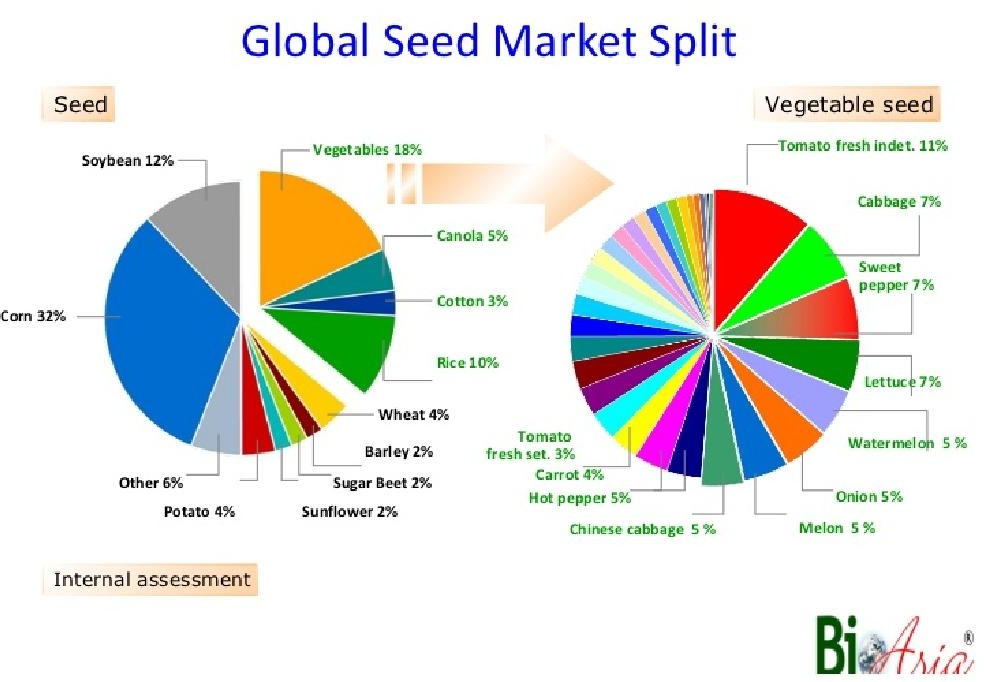 Global Seed Market Split
Seed
Vegetable seed
Soybean 12%
Vegetables 18%
Canola 5%
Cotton 3%
Corn 32%
Rice 10%
Wheat 4%
Barley 2%
Other 6%
Sugar Beet 2%
Potato 4%
Sunflower 2%
Tomato fresh indet. 11%
Cabbage 7%
Sweet
pepper 7%
Lettuce 7%
Watermelon 5 %
Tomato
fresh set. 3%
Carrot 4%
Hot pepper 5%
Onion 5%
Chinese cabbage 5 %
Melon 5 %
Internal assessment
BioAsia®